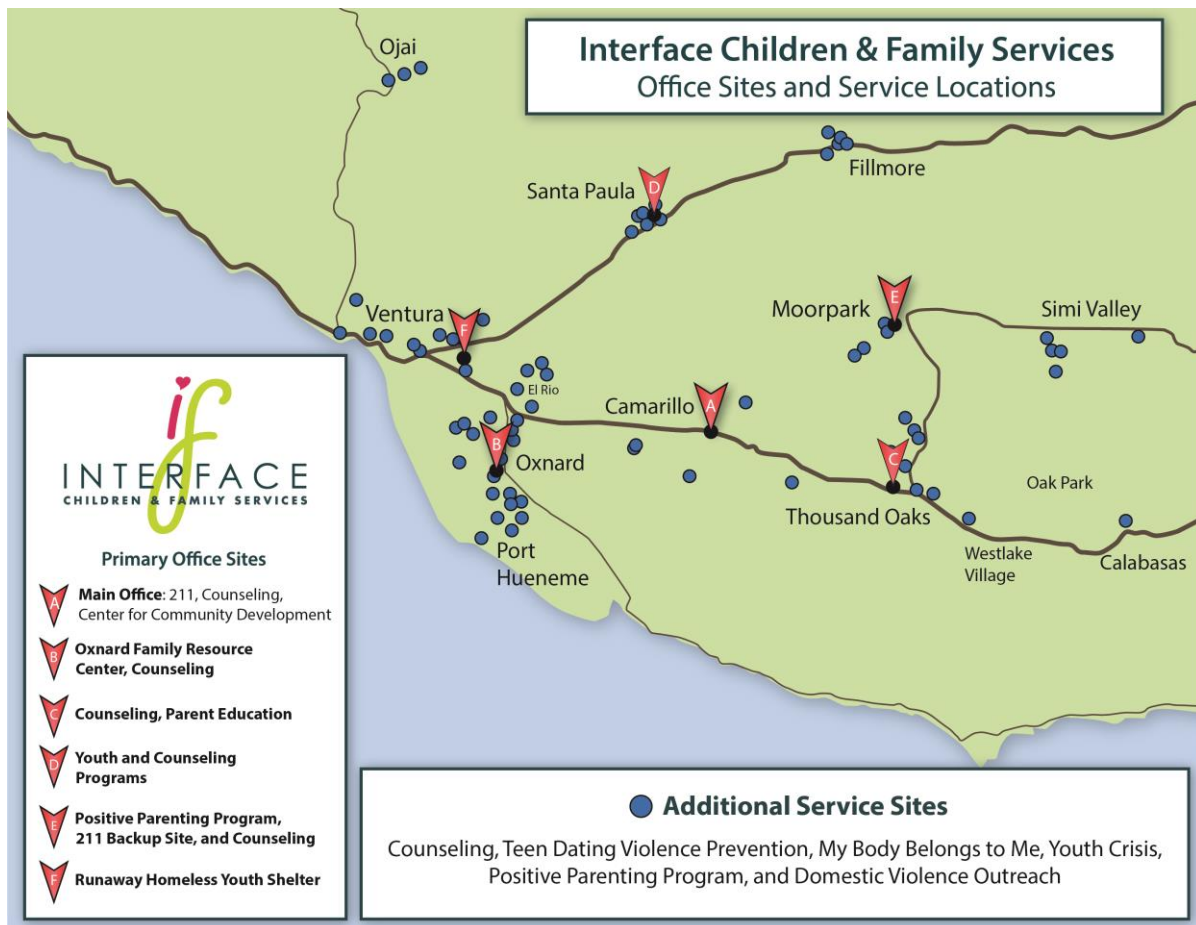 Interface Children & Family Services
Office Sites and Service Locations
Ojai
Fillmore
Santa Paula
D
E
Moorpark
Simi Valley
Ventura
F
El Rio
Camarillo
A
B
Oxnard
C
Oak Park
Thousand Oaks
Port
Hueneme
Westlake
Village
Calabasas
if
INTERFACE
CHILDREN & FAMILY SERVICES
Primary Office Sites
A
Main Office: 211, Counseling,
Center for Community Development
B
Oxnard Family Resource
Center, Counseling
C
Counseling, Parent Education
D
Youth and Counseling
Programs
E
Positive Parenting Program,
211 Backup Site, and Counseling
F
Runaway Homeless Youth Shelter
Additional Service Sites
Counseling, Teen Dating Violence Prevention, My Body Belongs to Me, Youth Crisis,
Positive Parenting Program, and Domestic Violence Outreach